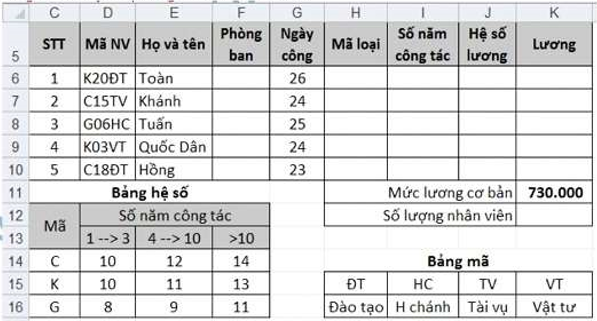 C D E F G H I J K
5 STT Mã NV Họ và tên Phòng ban Ngày công Mã loại Số năm công tác Hệ số lương Lương
6 1 K20ĐT Toàn 26
7 2 C15TV Khánh 24
8 3 G06HC Tuấn 25
9 4 K03VT Quốc Dân 24
10 5 C18ĐT Hồng 23
11 Bảng hệ số Mức lương cơ bản 730.000
12 Mã Số năm công tác Số lượng nhân viên
13 1 --> 3 4 --> 10 >10
14 C 10 12 14 Bảng mã
15 K 10 11 13 ĐT HC TV VT
16 G 8 9 11 Đào tạo H chánh Tài vụ Vật tư